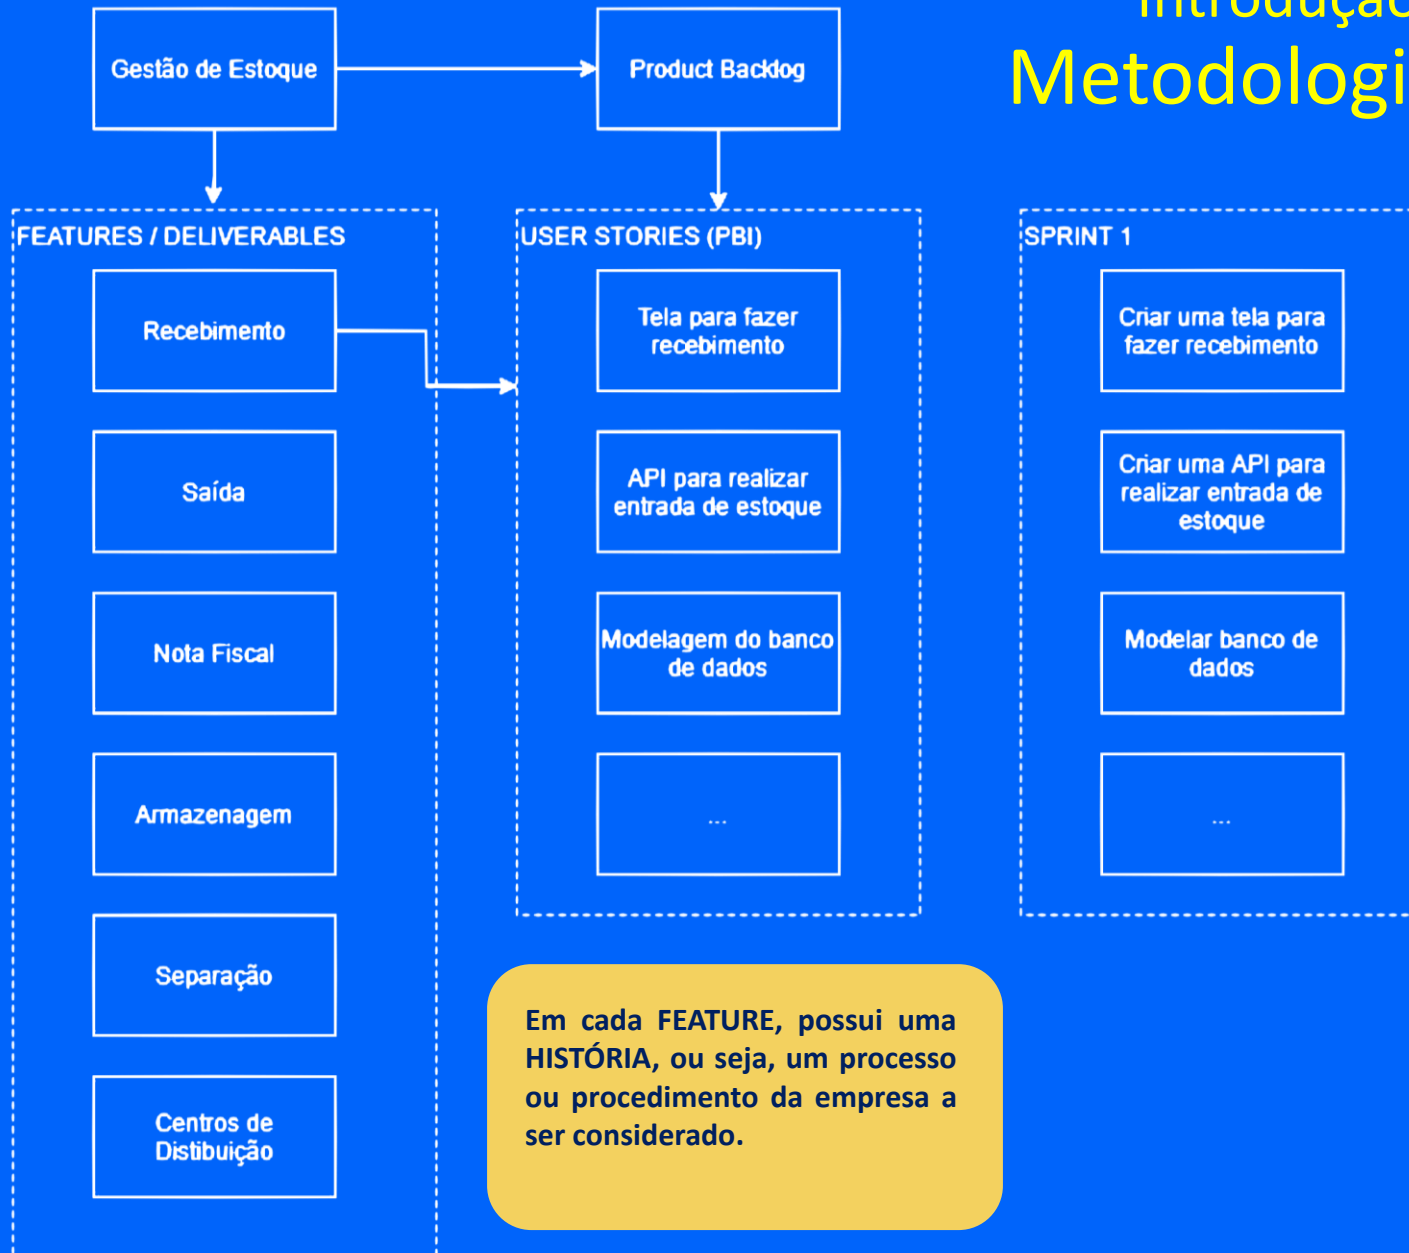 Introdução
Metodologi
Gestão de Estoque
Product Backlog
FEATURES / DELIVERABLES
Recebimento
Saída
Nota Fiscal
Armazenagem
Separação
Centros de
Distibuição
USER STORIES (PBI)
Tela para fazer
recebimento
API para realizar
entrada de estoque
Modelagem do banco
de dados
...
SPRINT 1
Criar uma tela para
fazer recebimento
Criar uma API para
realizar entrada de
estoque
Modelar banco de
dados
...
Em cada FEATURE, possui uma
HISTÓRIA, ou seja, um processo
ou procedimento da empresa a
ser considerado.